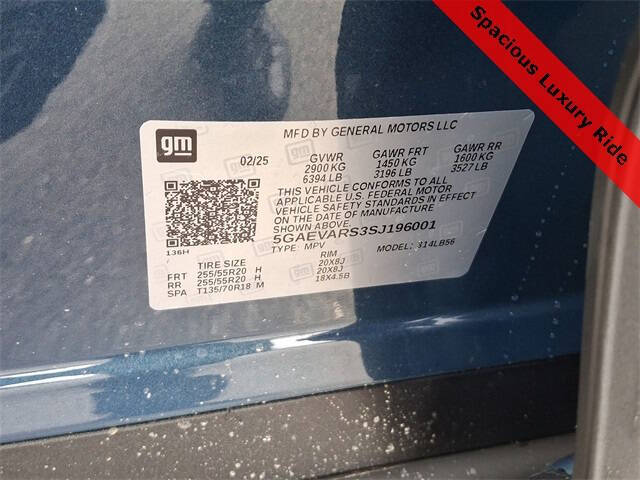 Spacious Luxury Ride
gm
MFD BY GENERAL MOTORS LLC
02/25 GVWR GAWR FRT GAWR RR
2900 KG 1450 KG 1600 KG
6394 LB 3196 LB 3527 LB
THIS VEHICLE CONFORMS TO ALL
APPLICABLE U.S. FEDERAL MOTOR
VEHICLE SAFETY STANDARDS IN EFFECT
ON THE DATE OF MANUFACTURE
SHOWN ABOVE.
5GAEVARS3SJ196001
136H TYPE: MPV MODEL: 314LB56
TIRE SIZE RIM
FRT 255/55R20 H 20X8J
RR 255/55R20 H 20X8J
SPA T135/70R18 M 18X4.5B